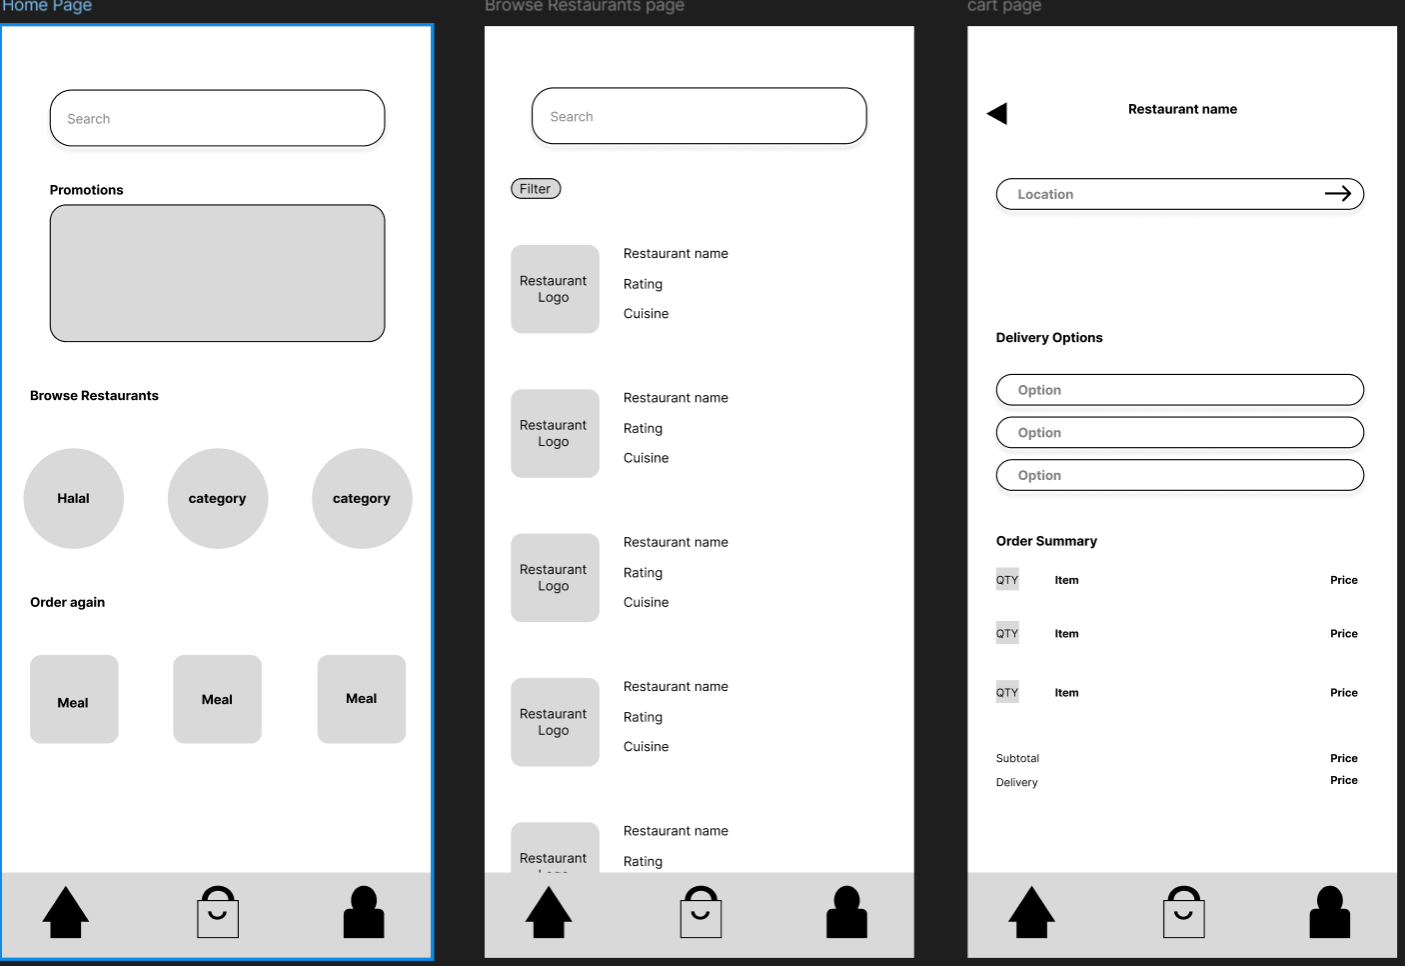 Home Page
Search
Promotions
Browse Restaurants
Halal
category
category
Order again
Meal
Meal
Meal
Browse Restaurants page
Search
Filter
Restaurant
Logo
Restaurant name
Rating
Cuisine
Restaurant
Logo
Restaurant name
Rating
Cuisine
Restaurant
Logo
Restaurant name
Rating
Cuisine
Restaurant
Logo
Restaurant name
Rating
Cuisine
Restaurant
Restaurant name
Rating
cart page
Restaurant name
Location
Delivery Options
Option
Option
Option
Order Summary
QTY Item Price
QTY Item Price
QTY Item Price
Subtotal Price
Delivery Price